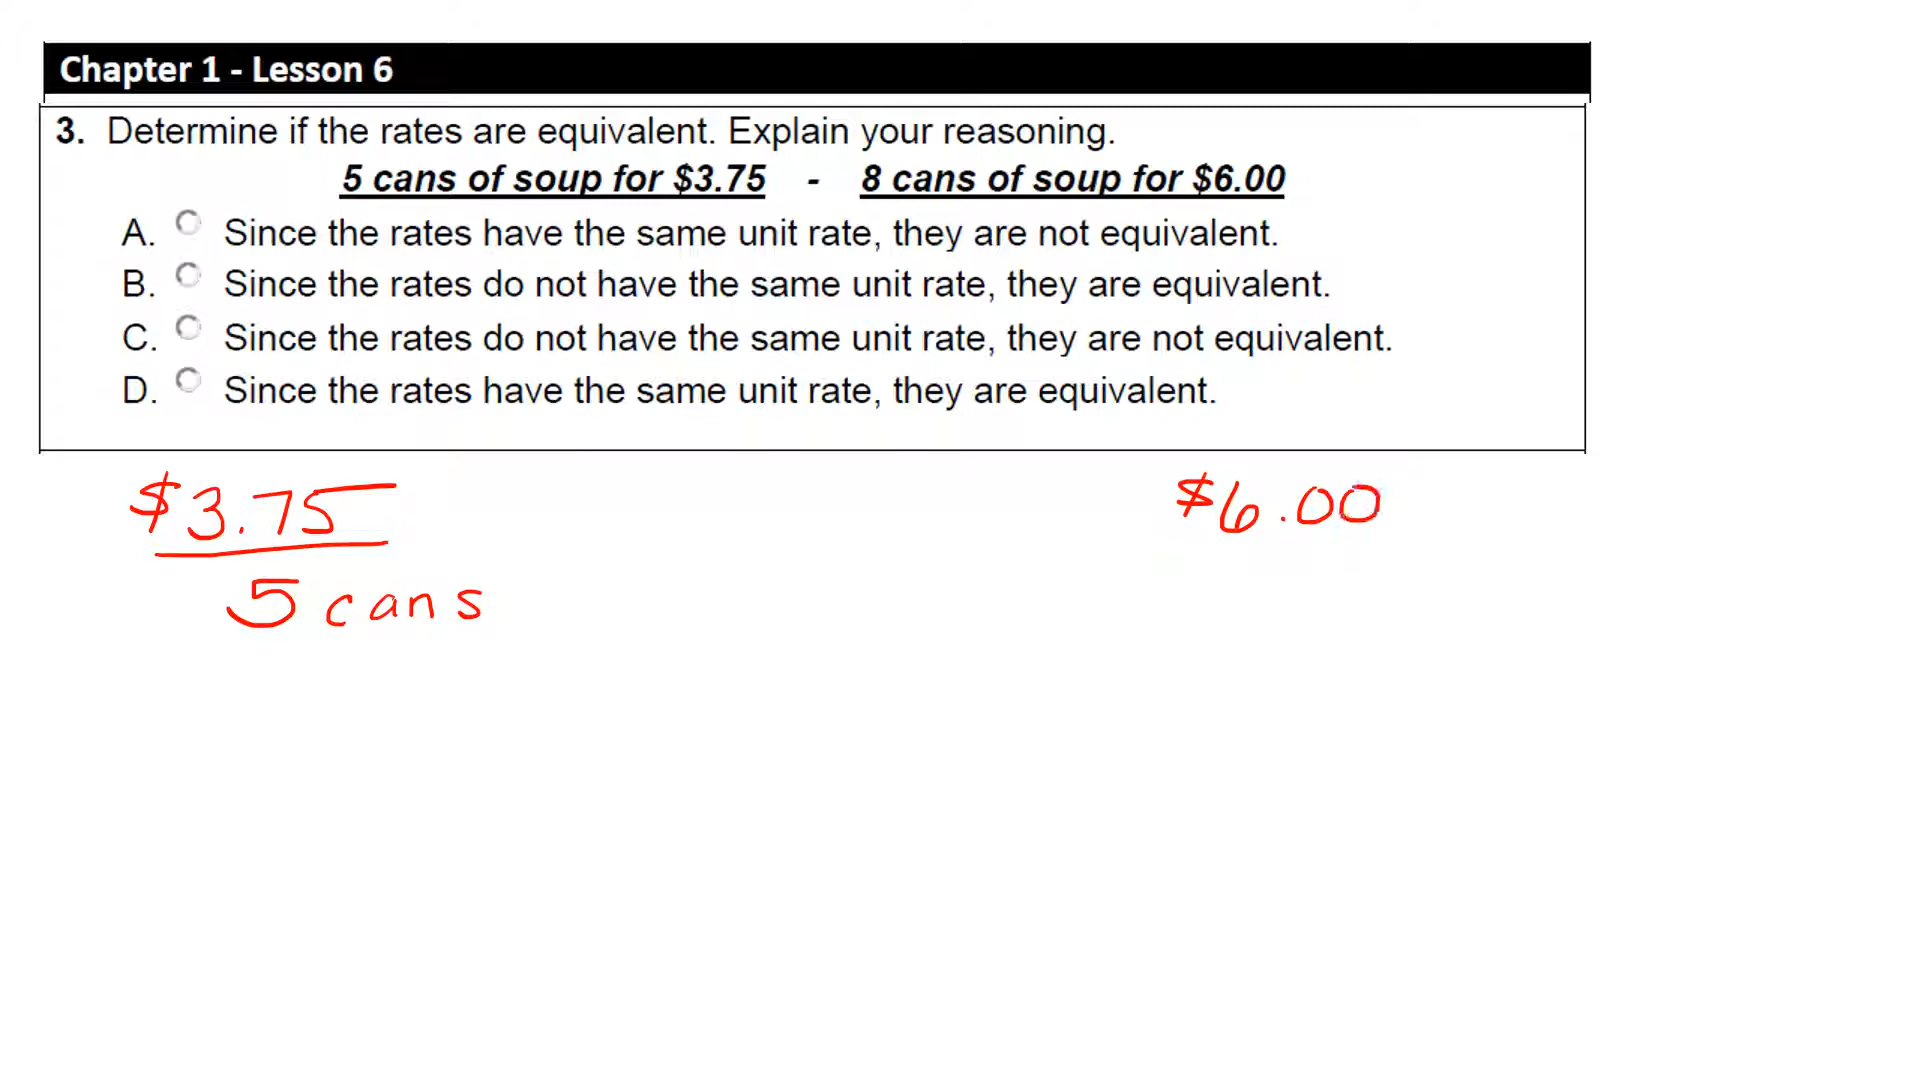 Chapter 1 - Lesson 6
3. Determine if the rates are equivalent. Explain your reasoning.
5 cans of soup for $3.75 - 8 cans of soup for $6.00
A. Since the rates have the same unit rate, they are not equivalent.
B. Since the rates do not have the same unit rate, they are equivalent.
C. Since the rates do not have the same unit rate, they are not equivalent.
D. Since the rates have the same unit rate, they are equivalent.
$3.75 $6.00
5 cans